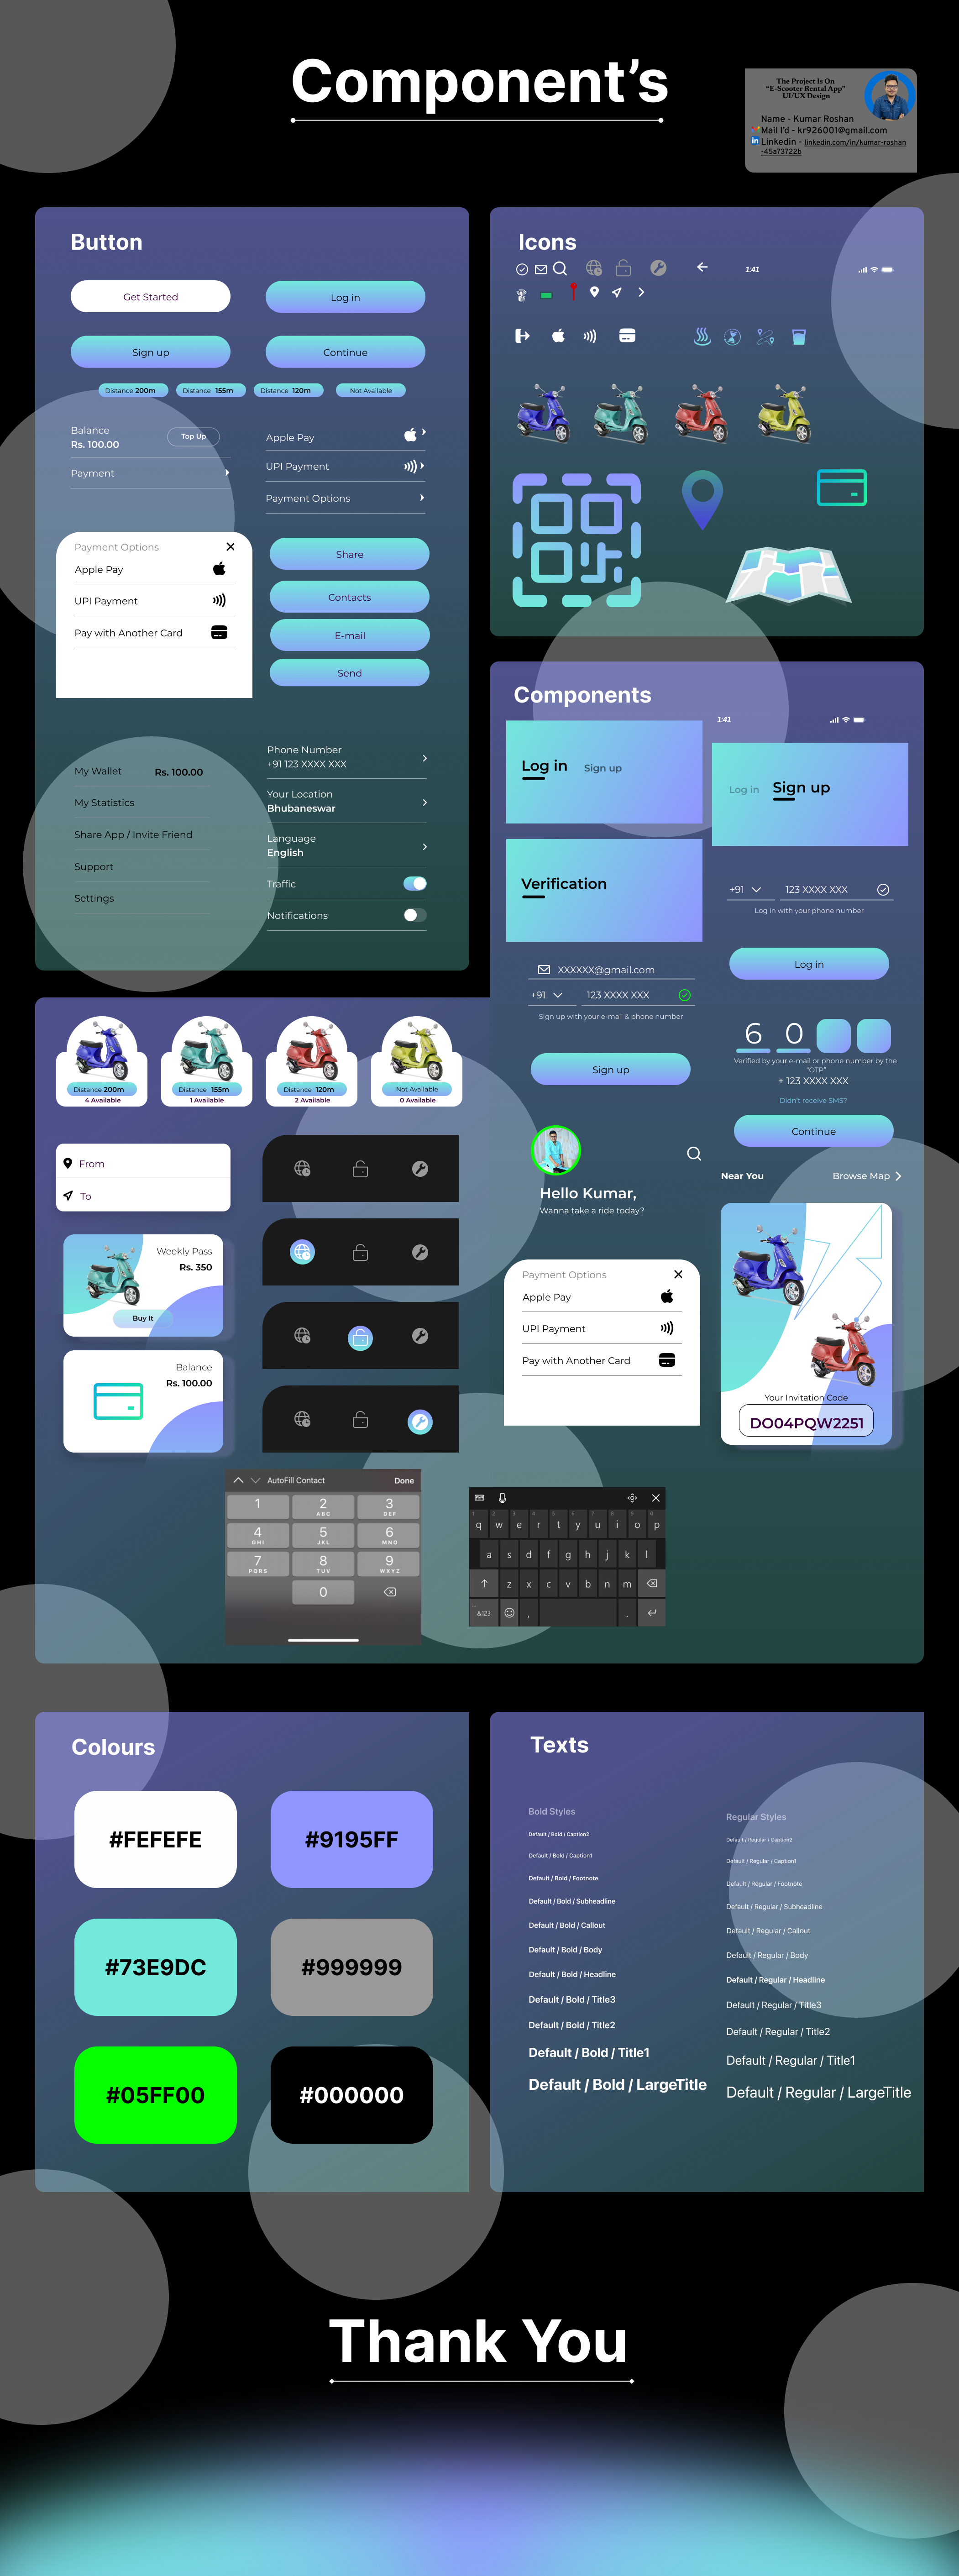 Component’s
The Project Is On
“E-Scooter Rental App”
UI/UX Design
Name - Kumar Roshan
Mail I’d - kr926001@gmail.com
Linkedin - linkedin.com/in/kumar-roshan
-45a73722b
Button
Get Started
Log in
Sign up
Continue
Distance 200m
Distance 155m
Distance 120m
Not Available
Balance
Rs. 100.00
Top Up
Payment
Apple Pay
UPI Payment
Payment Options
Payment Options
Apple Pay
UPI Payment
Pay with Another Card
Share
Contacts
E-mail
Send
My Wallet Rs. 100.00
My Statistics
Share App / Invite Friend
Support
Settings
Phone Number
+91 123 XXXX XXX
Your Location
Bhubaneswar
Language
English
Traffic
Notifications
Icons
1:41
Components
1:41
Log in Sign up
Log in Sign up
Verification
+91 123 XXXX XXX
Log in with your phone number
Log in
XXXXXX@gmail.com
+91 123 XXXX XXX
Sign up with your e-mail & phone number
Sign up
6 0
Verified by your e-mail or phone number by the
“OTP”
+ 123 XXXX XXX
Didn’t receive SMS?
Continue
Hello Kumar,
Wanna take a ride today?
Near You Browse Map
Payment Options
Apple Pay
UPI Payment
Pay with Another Card
Your Invitation Code
DO04PQW2251
Distance 200m
4 Available
Distance 155m
1 Available
Distance 120m
2 Available
Not Available
0 Available
From
To
Weekly Pass
Rs. 350
Buy It
Balance
Rs. 100.00
AutoFill Contact Done
1 2 3
ABC DEF
4 5 6
GHI JKL MNO
7 8 9
PQRS TUV WXYZ
0
1 2 3 4 5 6 7 8 9 0
q w e r t y u i o p
a s d f g h j k l
z x c v b n m
&123 , .
Colours
#FEFEFE
#9195FF
#73E9DC
#999999
#05FF00
#000000
Texts
Bold Styles
Default / Bold / Caption2
Default / Bold / Caption1
Default / Bold / Footnote
Default / Bold / Subheadline
Default / Bold / Callout
Default / Bold / Body
Default / Bold / Headline
Default / Bold / Title3
Default / Bold / Title2
Default / Bold / Title1
Default / Bold / LargeTitle
Regular Styles
Default / Regular / Caption2
Default / Regular / Caption1
Default / Regular / Footnote
Default / Regular / Subheadline
Default / Regular / Callout
Default / Regular / Body
Default / Regular / Headline
Default / Regular / Title3
Default / Regular / Title2
Default / Regular / Title1
Default / Regular / LargeTitle
Thank You